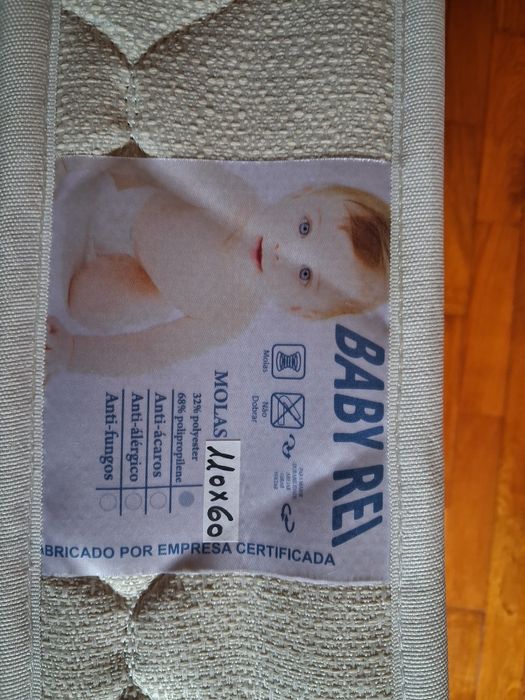 BABY REI
Molas
Não
Dobrar
MOLAS
110x60
32% polyester
68% polipropilene
Anti-ácaros
Anti-álérgico
Anti-fungos
ABRICADO POR EMPRESA CERTIFICADA